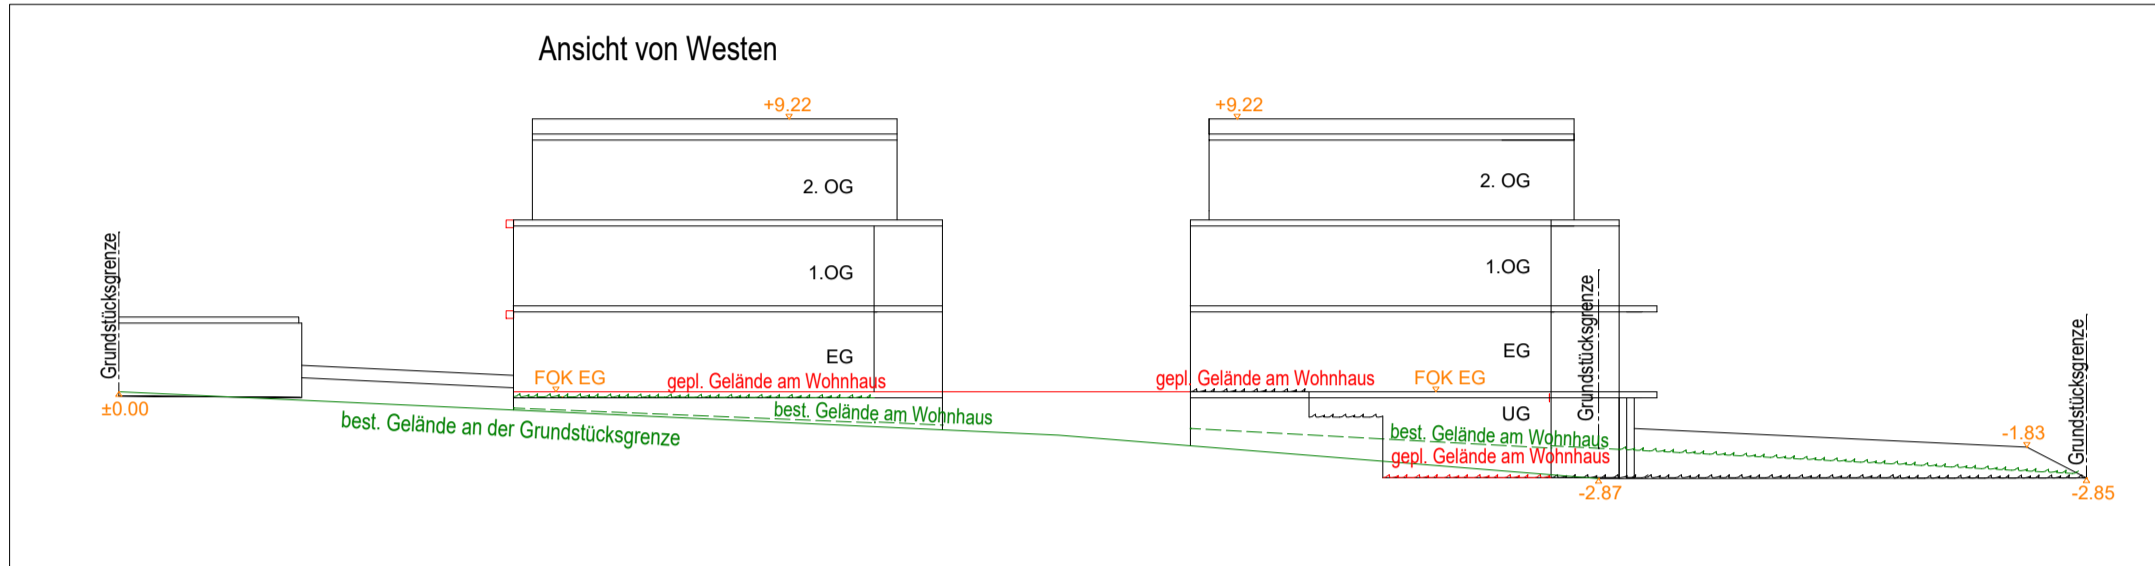 Ansicht von Westen
+9.22
+9.22
2. OG
2. OG
Grundstücksgrenze
1.OG
1.OG
Grundstücksgrenze
Grundstücksgrenze
EG
EG
FOK EG
gepl. Gelände am Wohnhaus
gepl. Gelände am Wohnhaus
FOK EG
±0.00
best. Gelände am Wohnhaus
UG
best. Gelände an der Grundstücksgrenze
best. Gelände am Wohnhaus
-1.83
gepl. Gelände am Wohnhaus
-2.87
-2.85